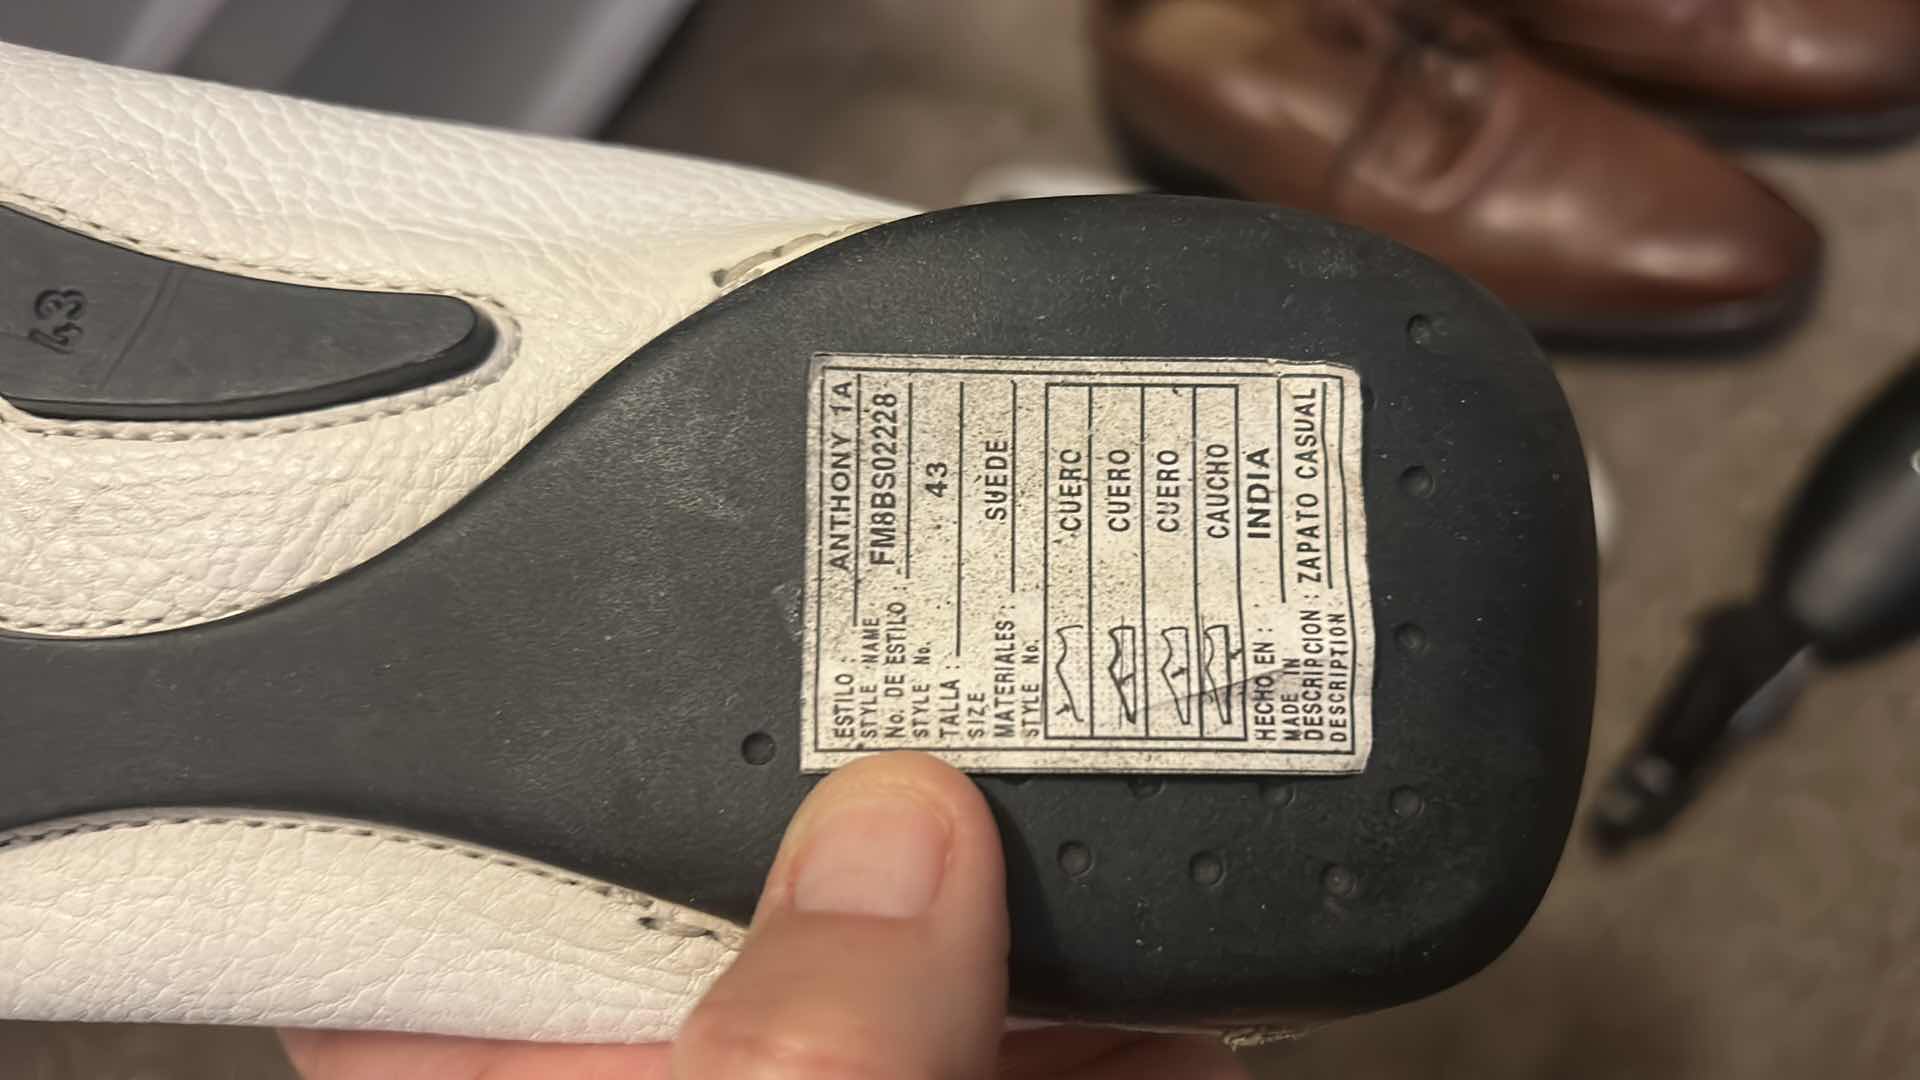 43
ESTILO : ANTHONY 1A
STYLE NAME
No. DE ESTILO : FM8BS02228
STYLE No.
TALLA : 43
SIZE
MATERIALES : SUEDE
STYLE No.
CUERO
CUERO
CUERO
CAUCHO
HECHO EN : INDIA
MADE IN
DESCRIPCION : ZAPATO CASUAL
DESCRIPTION